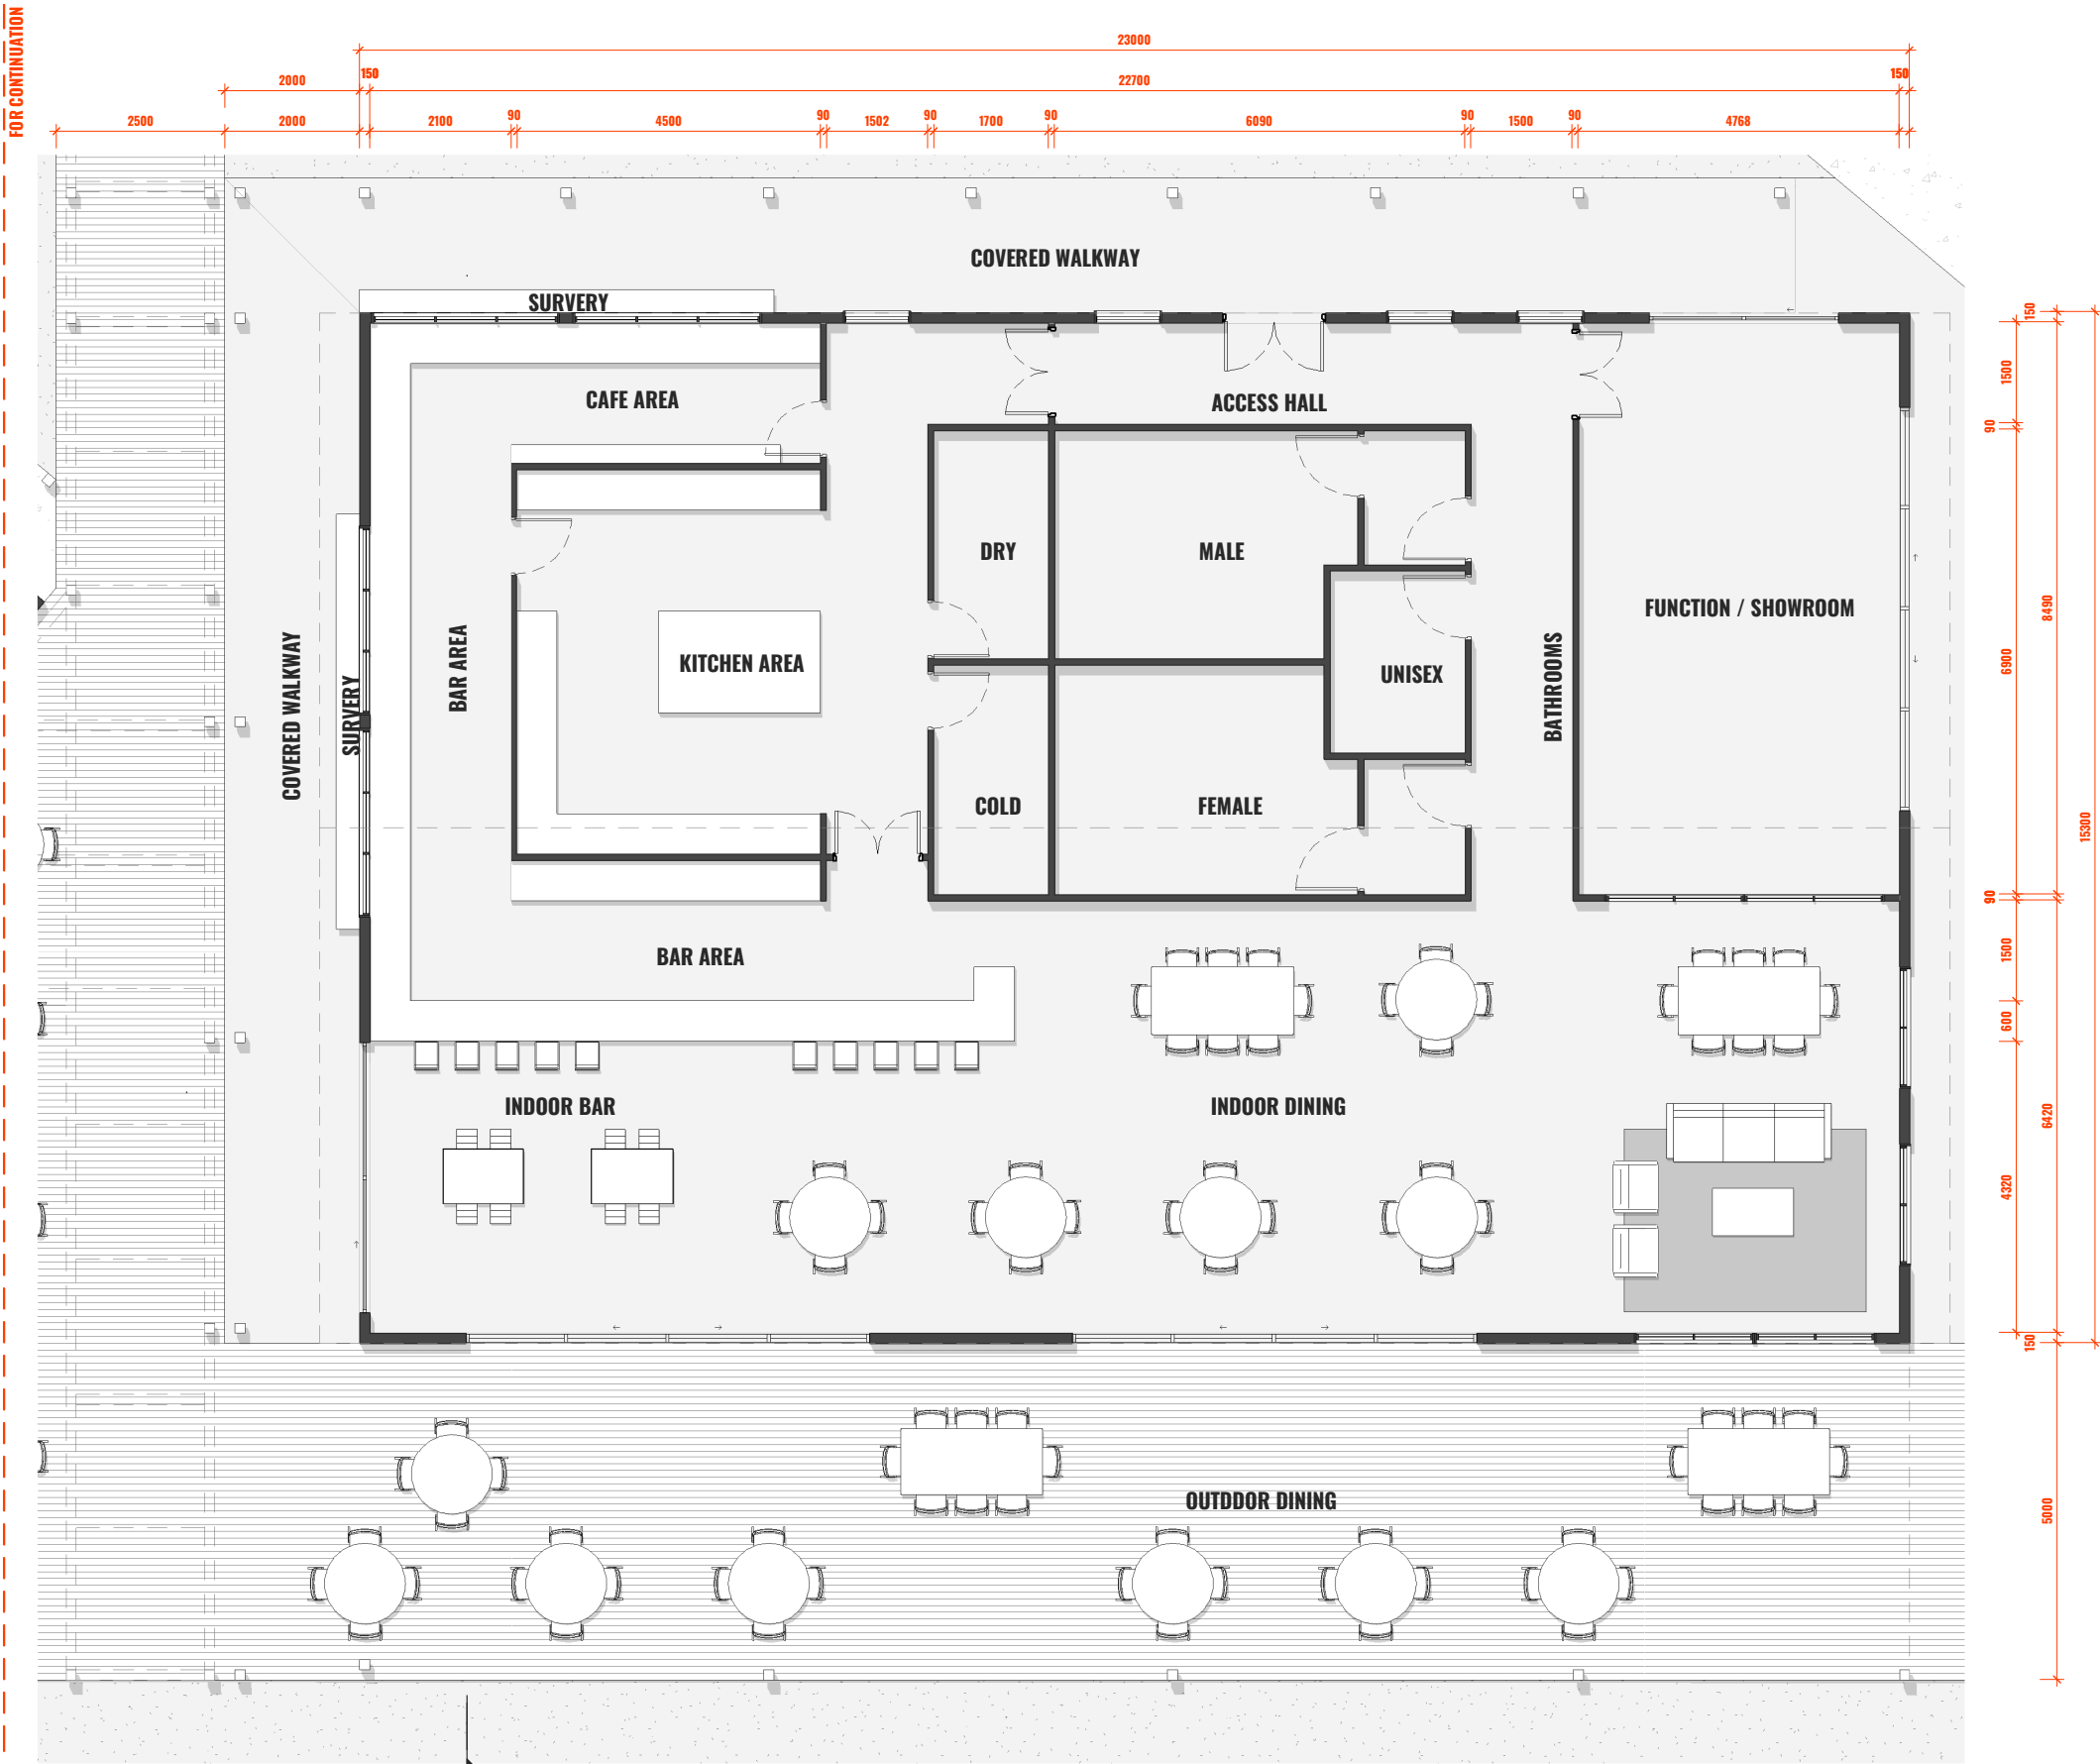 FOR CONTINUATION
23000
2000
150
22700
150
2500
2000
2100
90
4500
90
1502
90
1700
90
6090
90
1500
90
4768
COVERED WALKWAY
SURVERY
CAFE AREA
ACCESS HALL
DRY
MALE
FUNCTION / SHOWROOM
BAR AREA
KITCHEN AREA
UNISEX
BATHROOMS
COVERED WALKWAY
SURVERY
COLD
FEMALE
BAR AREA
INDOOR BAR
INDOOR DINING
OUTDDOR DINING
150
1500
90
8490
6900
15300
90
1500
600
6420
4320
150
5000